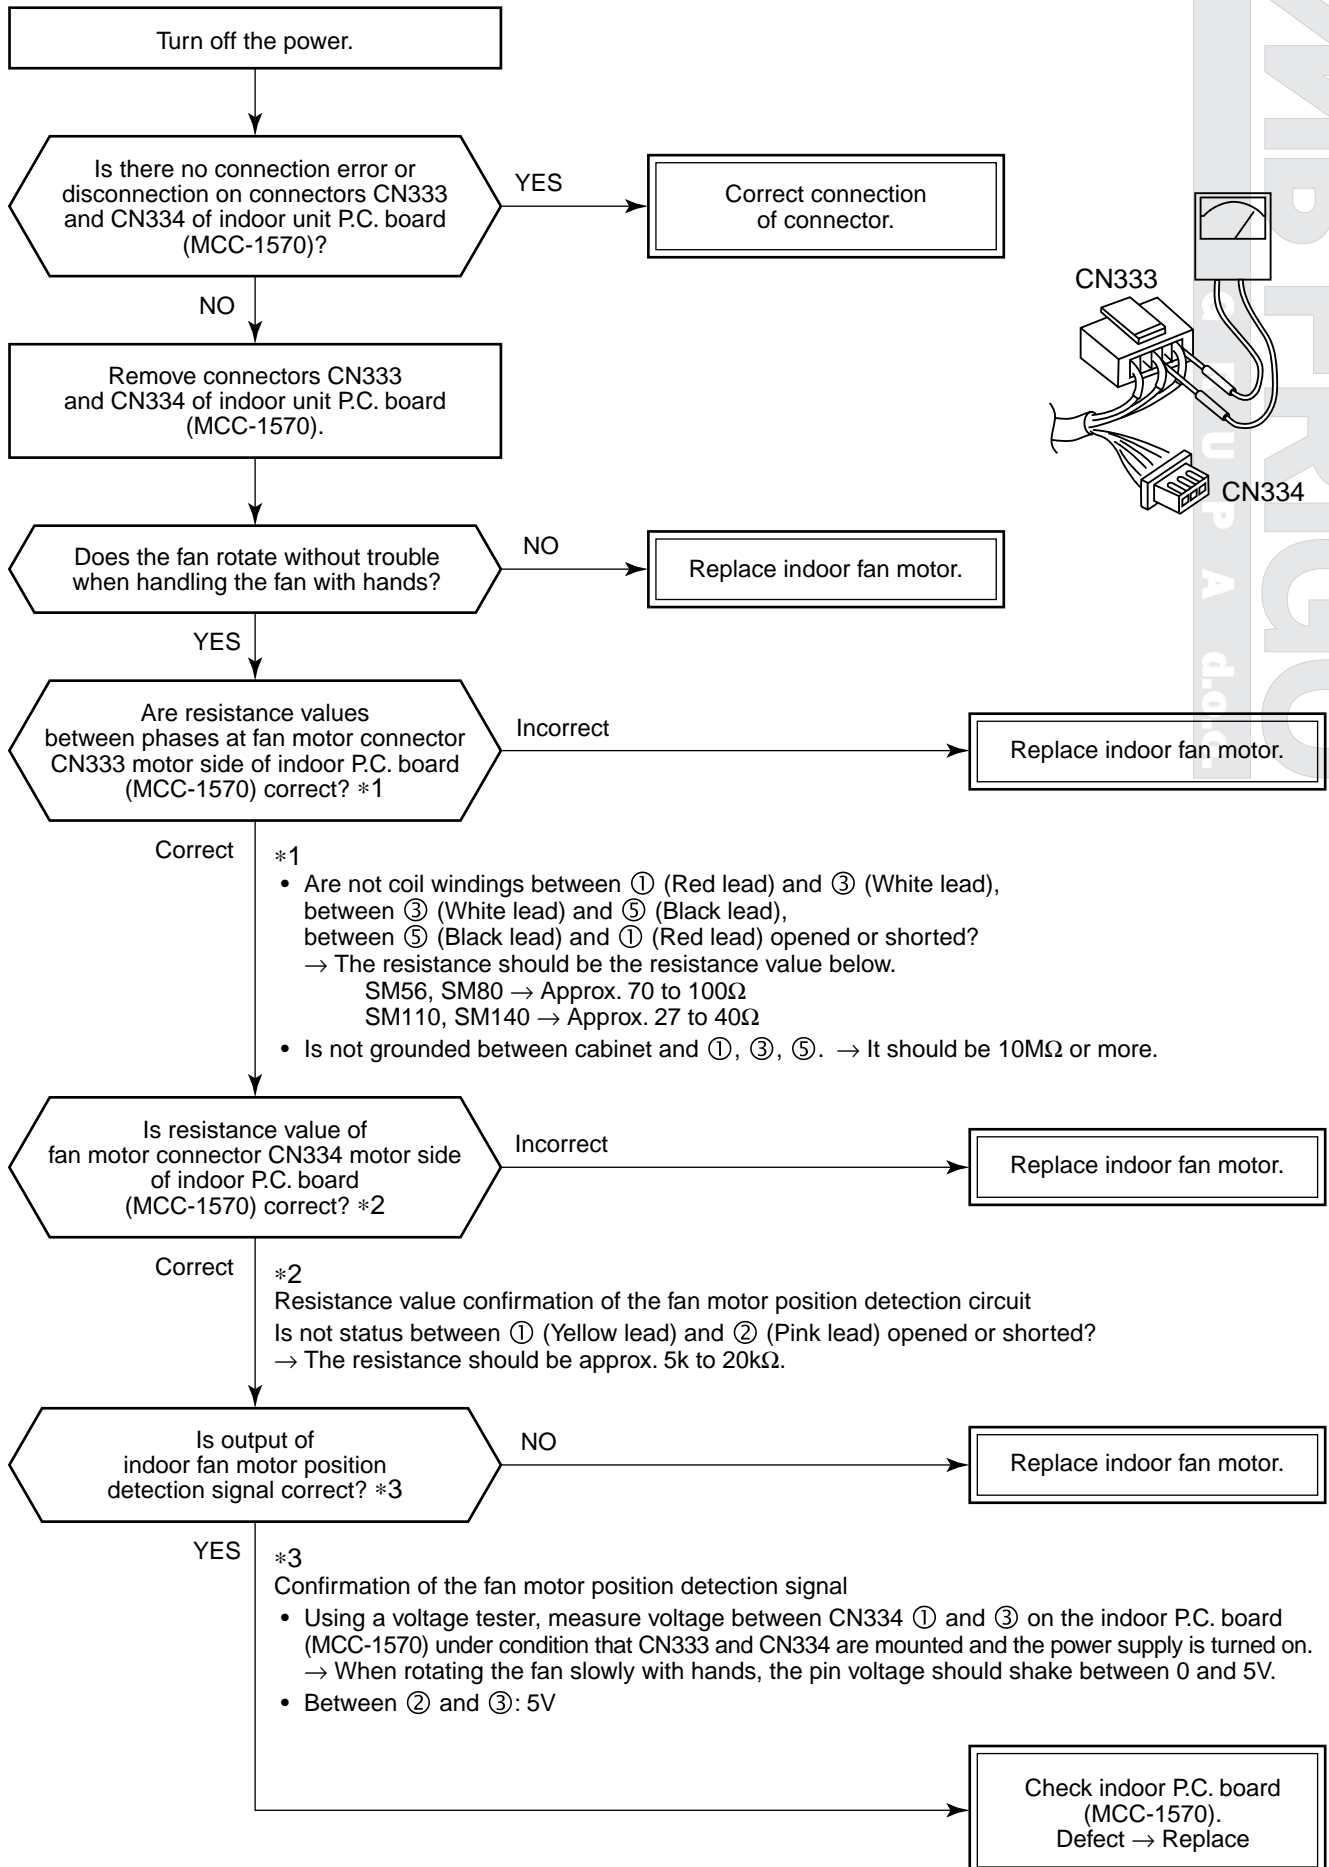 Turn off the power.
Is there no connection error or
disconnection on connectors CN333
and CN334 of indoor unit P.C. board
(MCC-1570)?
YES
Correct connection
of connector.
NO
CN333
CN334
Remove connectors CN333
and CN334 of indoor unit P.C. board
(MCC-1570).
Does the fan rotate without trouble
when handling the fan with hands?
NO
Replace indoor fan motor.
YES
Are resistance values
between phases at fan motor connector
CN333 motor side of indoor P.C. board
(MCC-1570) correct? *1
Incorrect
Replace indoor fan motor.
Correct
*1
• Are not coil windings between ① (Red lead) and ③ (White lead),
between ③ (White lead) and ⑤ (Black lead),
between ⑤ (Black lead) and ① (Red lead) opened or shorted?
→ The resistance should be the resistance value below.
SM56, SM80 → Approx. 70 to 100Ω
SM110, SM140 → Approx. 27 to 40Ω
• Is not grounded between cabinet and ①, ③, ⑤. → It should be 10MΩ or more.
Is resistance value of
fan motor connector CN334 motor side
of indoor P.C. board
(MCC-1570) correct? *2
Incorrect
Replace indoor fan motor.
Correct
*2
Resistance value confirmation of the fan motor position detection circuit
Is not status between ① (Yellow lead) and ② (Pink lead) opened or shorted?
→ The resistance should be approx. 5k to 20kΩ.
Is output of
indoor fan motor position
detection signal correct? *3
NO
Replace indoor fan motor.
YES
*3
Confirmation of the fan motor position detection signal
• Using a voltage tester, measure voltage between CN334 ① and ③ on the indoor P.C. board
(MCC-1570) under condition that CN333 and CN334 are mounted and the power supply is turned on.
→ When rotating the fan slowly with hands, the pin voltage should shake between 0 and 5V.
• Between ② and ③: 5V
Check indoor P.C. board
(MCC-1570).
Defect → Replace